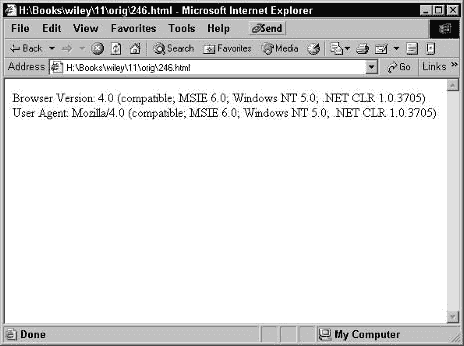 H:\Books\wiley\11\orig\246.html - Microsoft Internet Explorer
File Edit View Favorites Tools Help Send
Back Search Favorites Media
Address H:\Books\wiley\11\orig\246.html Go Links »
Browser Version: 4.0 (compatible; MSIE 6.0; Windows NT 5.0; .NET CLR 1.0.3705)
User Agent: Mozilla/4.0 (compatible; MSIE 6.0; Windows NT 5.0; .NET CLR 1.0.3705)
Done My Computer